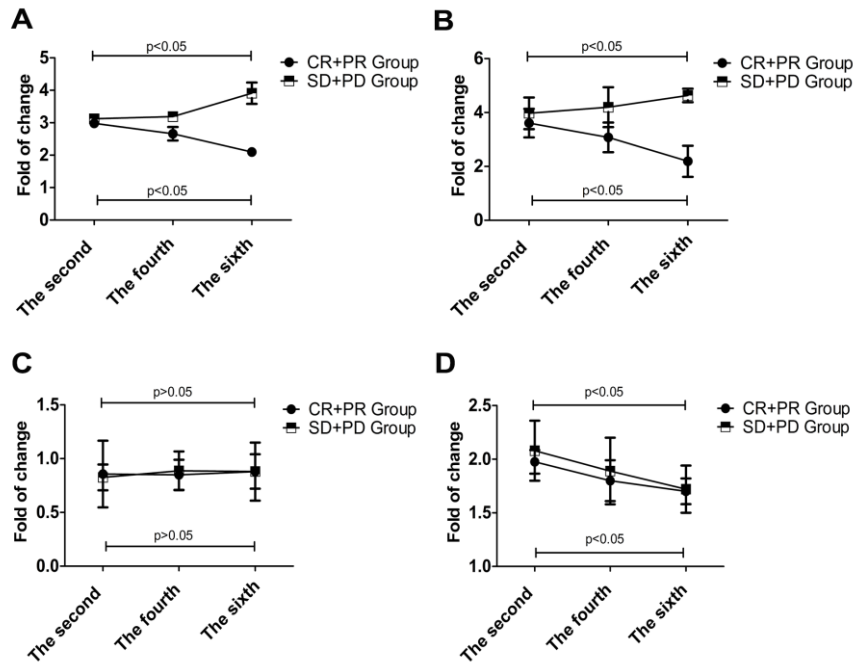 A
Fold of change
5
4
3
2
1
0
p<0.05
p<0.05
CR+PR Group
SD+PD Group
The second
The fourth
The sixth
B
Fold of change
6
4
2
0
p<0.05
p<0.05
CR+PR Group
SD+PD Group
The second
The fourth
The sixth
C
Fold of change
1.5
1.0
0.5
0.0
p>0.05
p>0.05
CR+PR Group
SD+PD Group
The second
The fourth
The sixth
D
Fold of change
2.5
2.0
1.5
1.0
p<0.05
p<0.05
CR+PR Group
SD+PD Group
The second
The fourth
The sixth